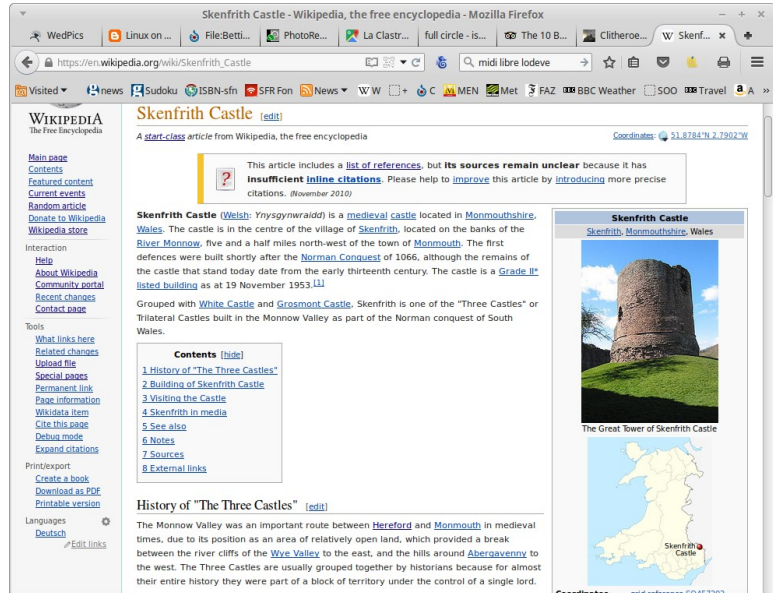 Skenfrith Castle - Wikipedia, the free encyclopedia - Mozilla Firefox
WedPics
Linux on ...
File:Betti...
PhotoRe...
La Clastr...
full circle - is...
The 10 B...
Clitheroe...
W Skenf...
https://en.wikipedia.org/wiki/Skenfrith_Castle
midi libre lodeve
Visited
news
Sudoku
ISBN-sfn
SFR Fon
News
W W
C
MEN
Met
FAZ
BBC Weather
SOO
Travel
A
WIKIPEDIA
The Free Encyclopedia
Main page
Contents
Featured content
Current events
Random article
Donate to Wikipedia
Wikipedia store
Interaction
Help
About Wikipedia
Community portal
Recent changes
Contact page
Tools
What links here
Related changes
Upload file
Special pages
Permanent link
Page information
Wikidata item
Cite this page
Debug mode
Expand citations
Print/export
Create a book
Download as PDF
Printable version
Languages
Deutsch
Edit links
Skenfrith Castle [edit]
A start-class article from Wikipedia, the free encyclopedia
Coordinates: 51.8784°N 2.7902°W
This article includes a list of references, but its sources remain unclear because it has
insufficient inline citations. Please help to improve this article by introducing more precise
citations. (November 2010)
Skenfrith Castle (Welsh: Ynysgynwraidd) is a medieval castle located in Monmouthshire,
Wales. The castle is in the centre of the village of Skenfrith, located on the banks of the
River Monnow, five and a half miles north-west of the town of Monmouth. The first
defences were built shortly after the Norman Conquest of 1066, although the remains of
the castle that stand today date from the early thirteenth century. The castle is a Grade II*
listed building as at 19 November 1953.[1]
Grouped with White Castle and Grosmont Castle, Skenfrith is one of the "Three Castles" or
Trilateral Castles built in the Monnow Valley as part of the Norman conquest of South
Wales.
Contents [hide]
1 History of "The Three Castles"
2 Building of Skenfrith Castle
3 Visiting the Castle
4 Skenfrith in media
5 See also
6 Notes
7 Sources
8 External links
History of "The Three Castles" [edit]
The Monnow Valley was an important route between Hereford and Monmouth in medieval
times, due to its position as an area of relatively open land, which provided a break
between the river cliffs of the Wye Valley to the east, and the hills around Abergavenny to
the west. The Three Castles are usually grouped together by historians because for almost
their entire history they were part of a block of territory under the control of a single lord.
Skenfrith Castle
Skenfrith, Monmouthshire, Wales
The Great Tower of Skenfrith Castle
Skenfrith
Castle
Coordinates grid reference SO457202